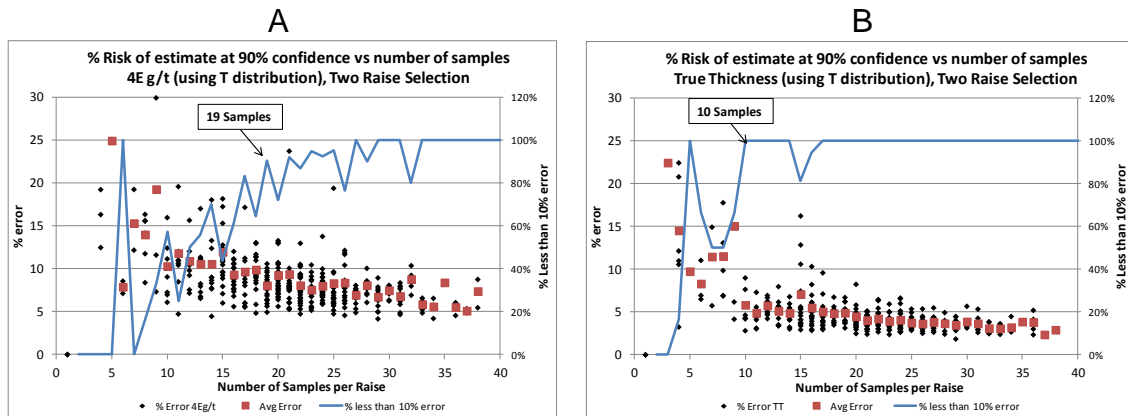 A
% Risk of estimate at 90% confidence vs number of samples
4E g/t (using T distribution), Two Raise Selection
30
25
20
15
10
5
0
% error
19 Samples
120%
100%
80%
60%
40%
20%
0%
% Less than 10% error
0 5 10 15 20 25 30 35 40
Number of Samples per Raise
% Error 4Eg/t Avg Error % less than 10% error
B
% Risk of estimate at 90% confidence vs number of samples
True Thickness (using T distribution), Two Raise Selection
30
25
20
15
10
5
0
% error
10 Samples
120%
100%
80%
60%
40%
20%
0%
% Less than 10% error
0 5 10 15 20 25 30 35 40
Number of Samples per Raise
% Error TT Avg Error % less than 10% error